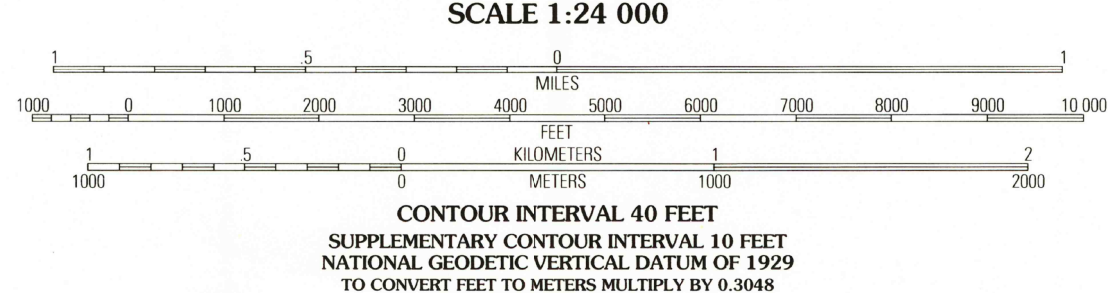 SCALE 1:24 000
1 .5 0 1
MILES
1000 0 1000 2000 3000 4000 5000 6000 7000 8000 9000 10 000
FEET
1 .5 0 KILOMETERS 1 2
1000 0 METERS 1000 2000
CONTOUR INTERVAL 40 FEET
SUPPLEMENTARY CONTOUR INTERVAL 10 FEET
NATIONAL GEODETIC VERTICAL DATUM OF 1929
TO CONVERT FEET TO METERS MULTIPLY BY 0.3048